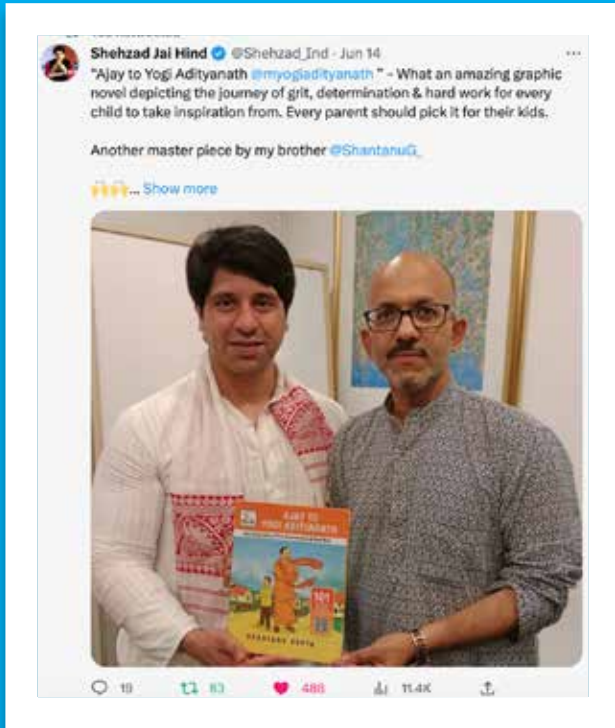 Shehzad Jai Hind @Shehzad_Ind · Jun 14
"Ajay to Yogi Adityanath @myogiadityanath " - What an amazing graphic
novel depicting the journey of grit, determination & hard work for every
child to take inspiration from. Every parent should pick it for their kids.
Another master piece by my brother @ShantanuG_
... Show more
AJAY TO
YOGI ADITYANATH
101
SHANTANU GUPTA
19 83 488 11.4K